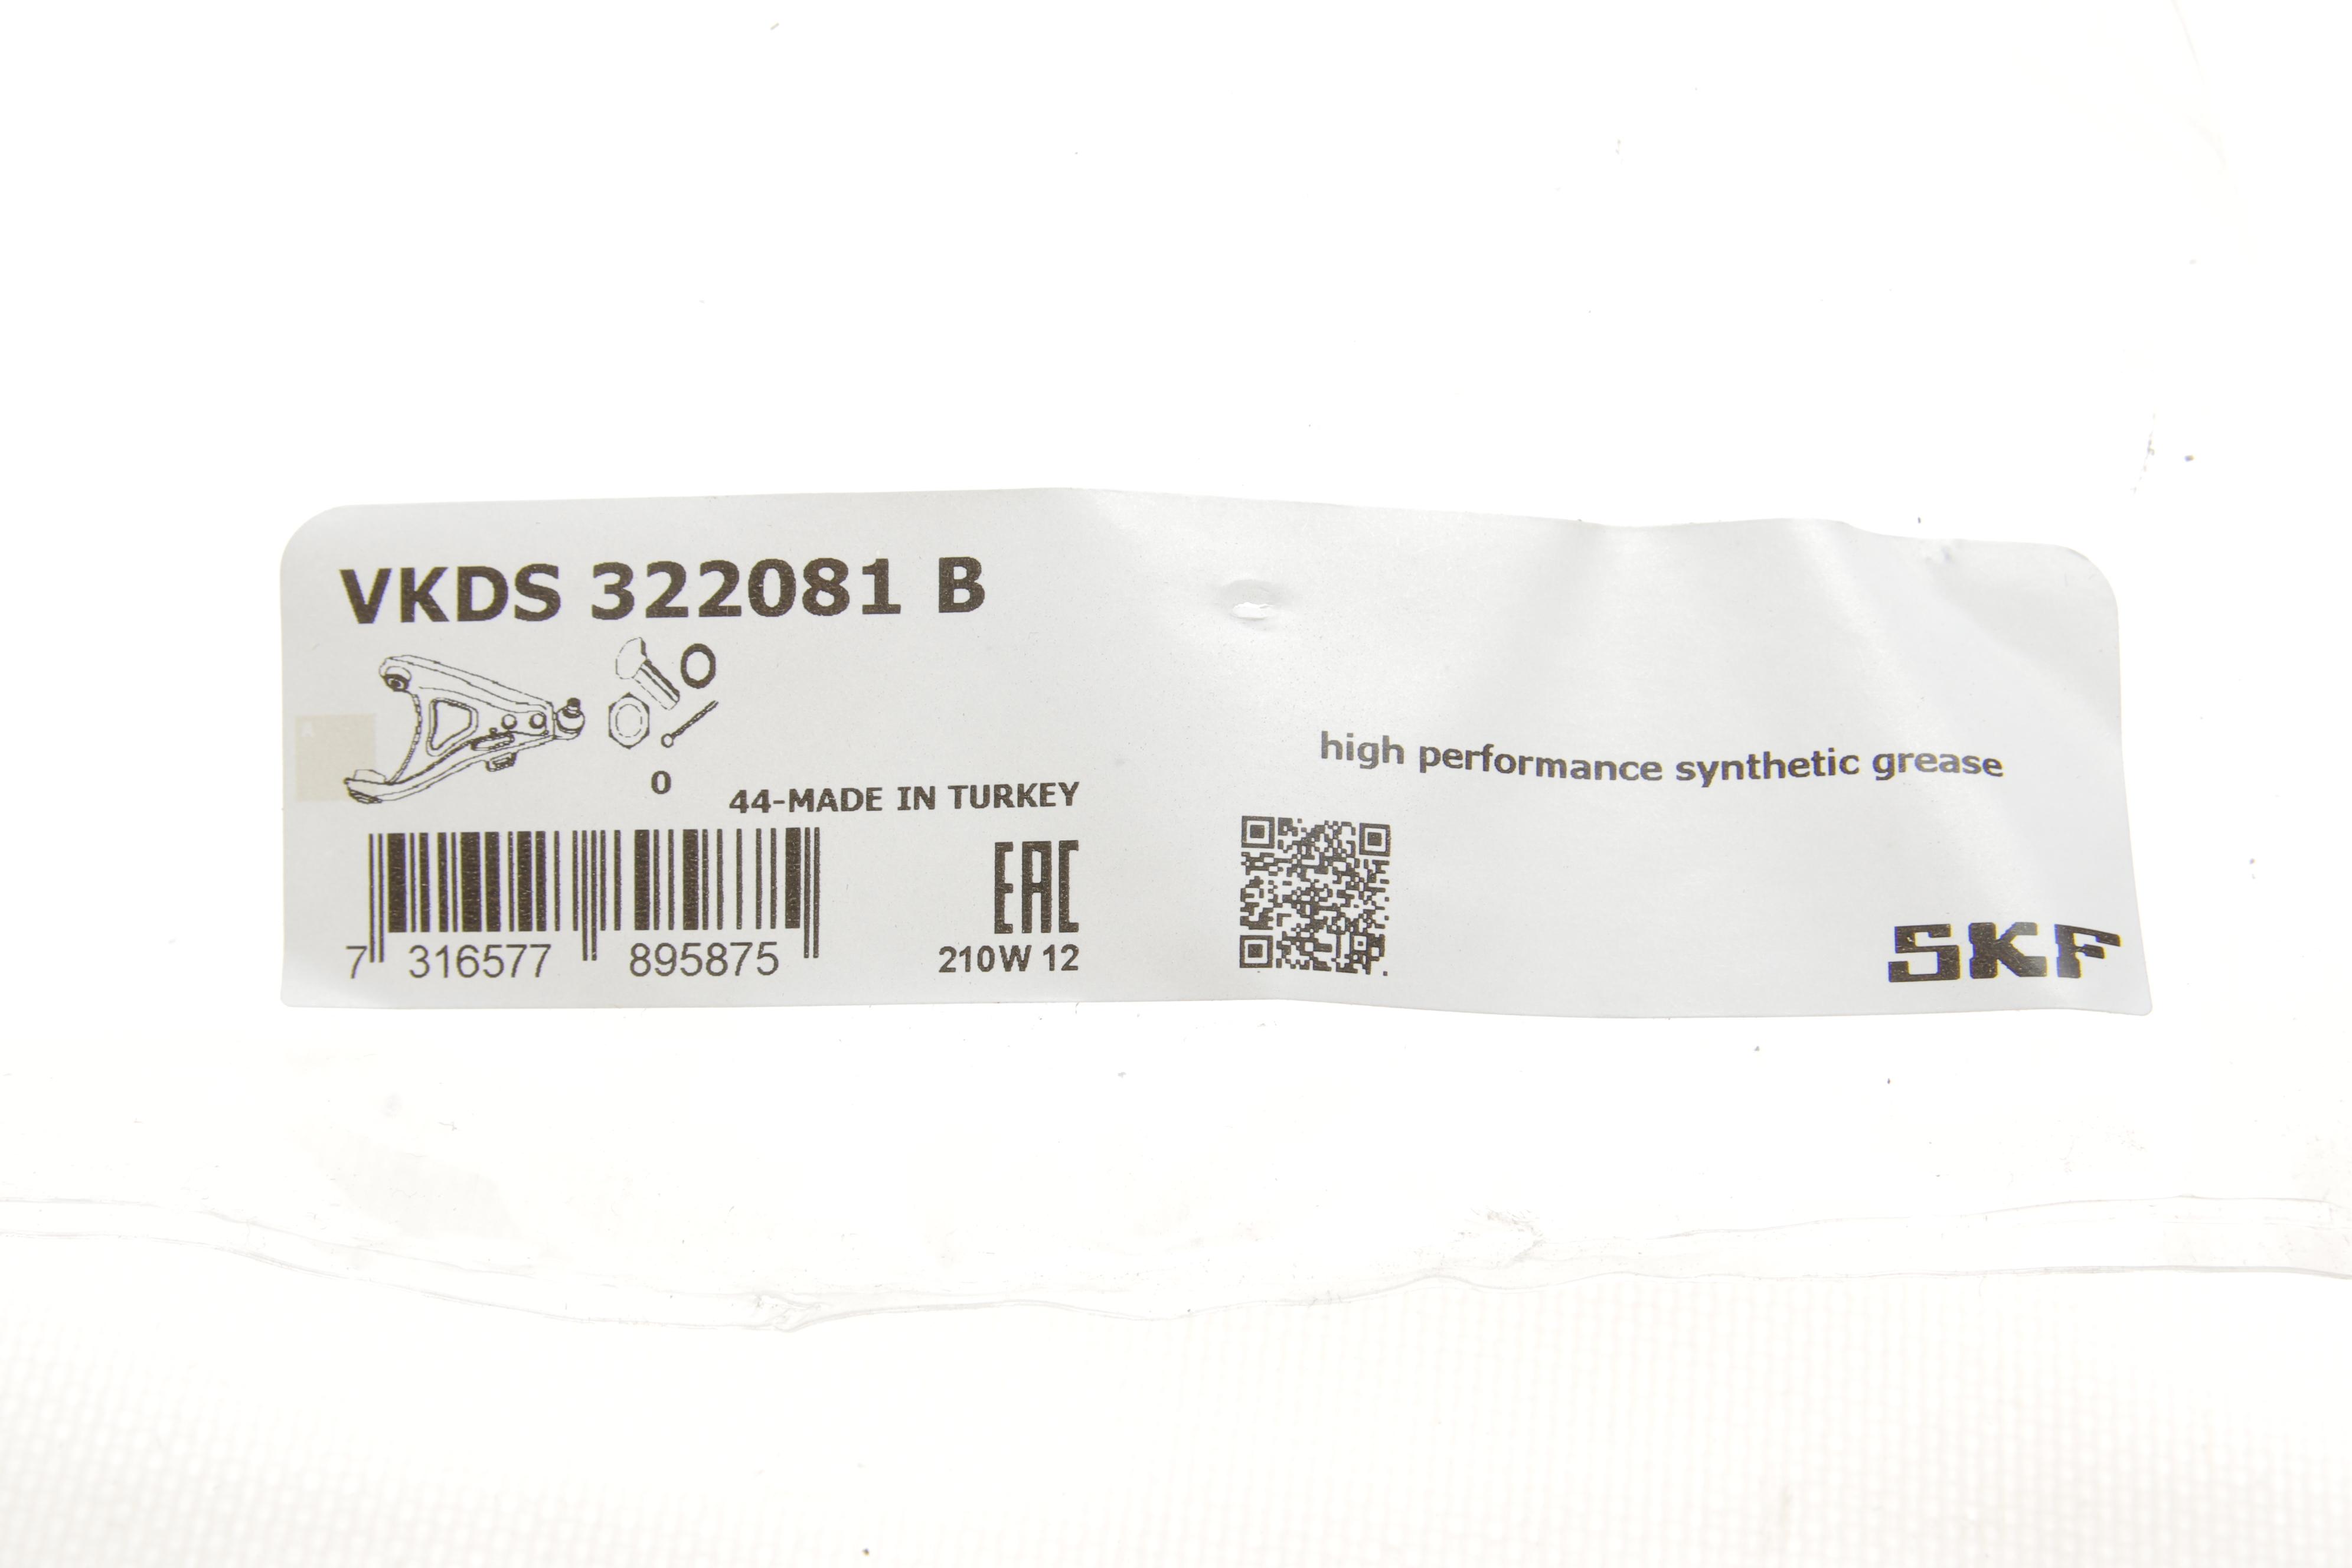 VKDS 322081 B
0
44-MADE IN TURKEY
7 316577 895875
EAC
210W 12
high performance synthetic grease
SKF
A